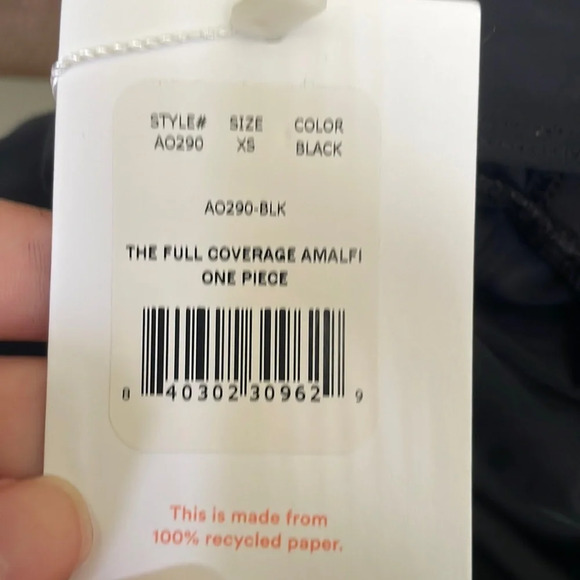 STYLE# SIZE COLOR
AO290 XS BLACK
AO290-BLK
THE FULL COVERAGE AMALFI
ONE PIECE
8 40302 30962 9
This is made from
100% recycled paper.